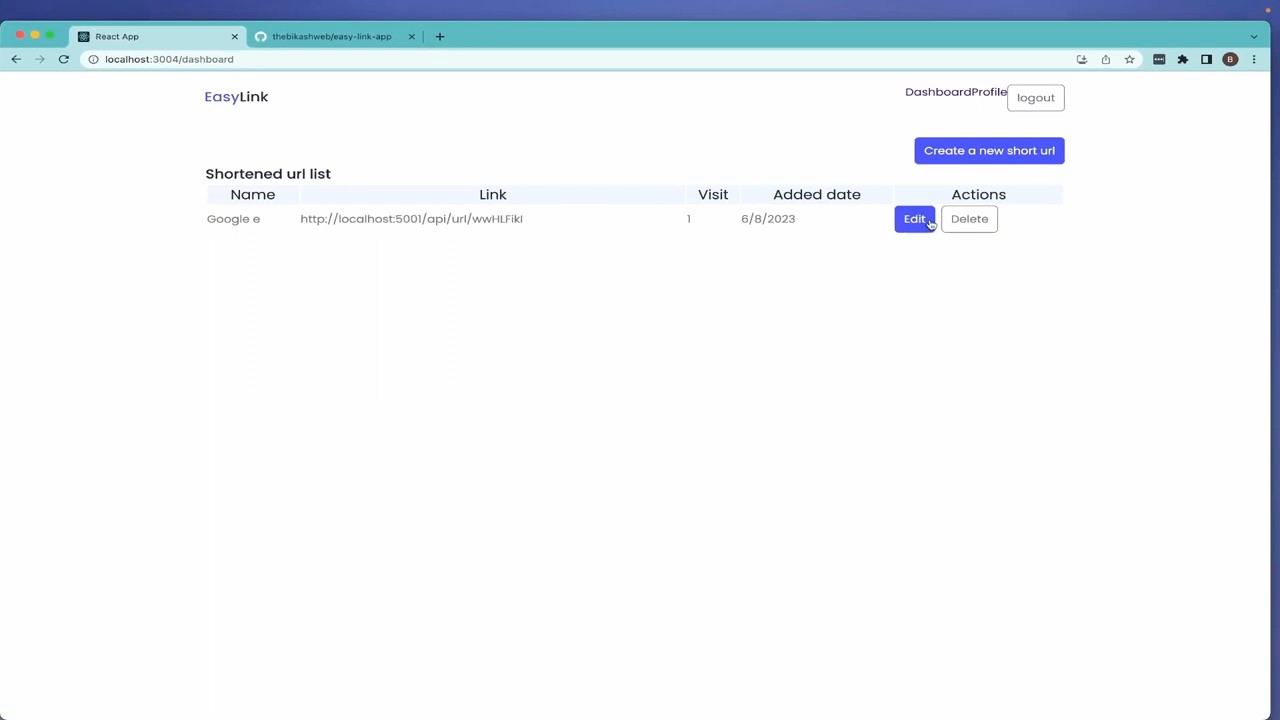 React App
thebikashweb/easy-link-app
localhost:3004/dashboard
B
EasyLink
DashboardProfile
logout
Create a new short url
Shortened url list
Name Link Visit Added date Actions
Google e http://localhost:5001/api/url/wwHLFikI 1 6/8/2023 Edit Delete